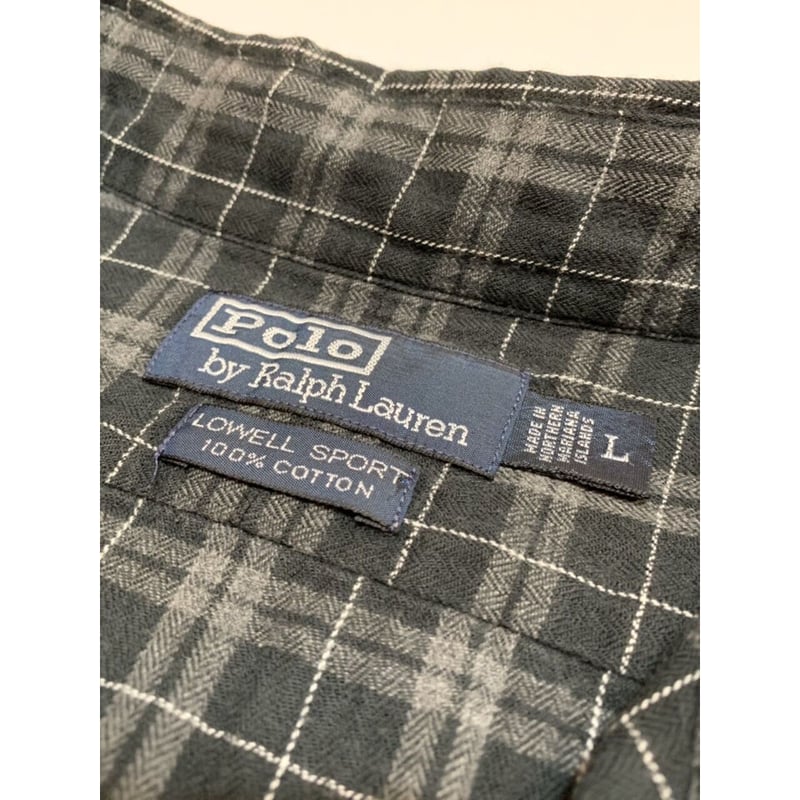 Polo
by Ralph Lauren
LOWELL SPORT
100% COTTON
MADE IN
NORTHERN
MARIANA
ISLANDS
L